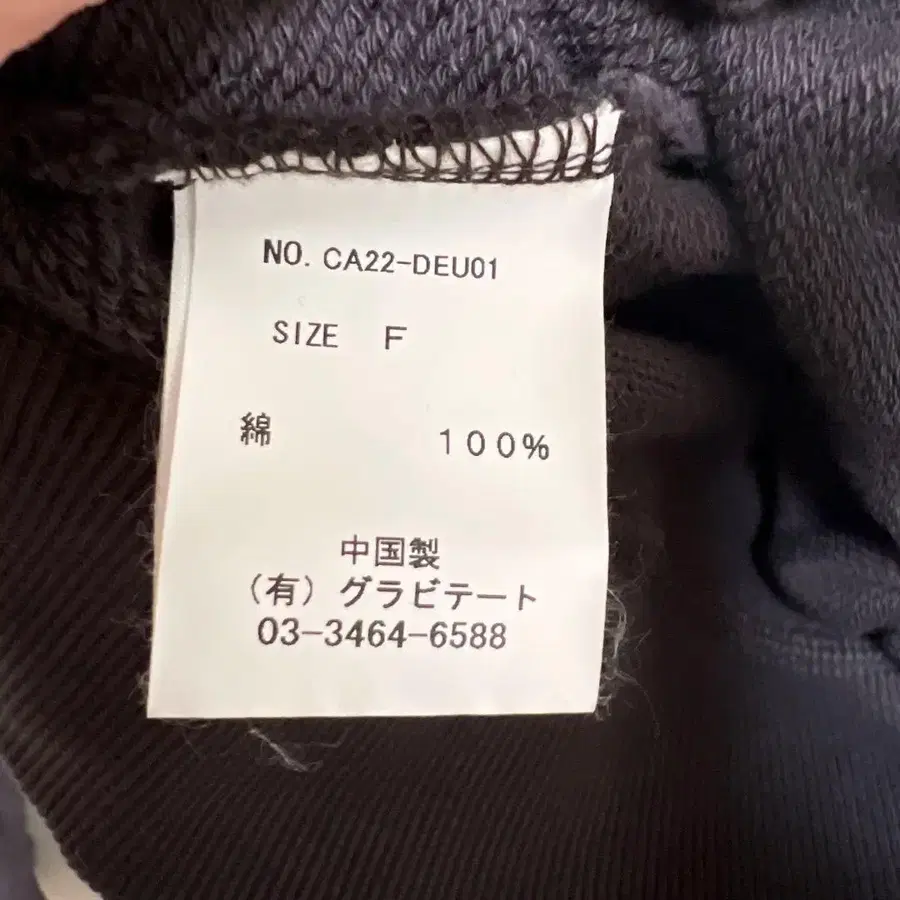 NO. CA22-DEU01
SIZE F
綿 100%
中国製
(有) グラビテート
03-3464-6588